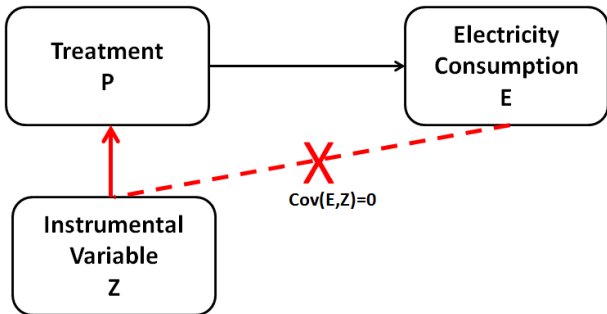 Treatment
P
Electricity
Consumption
E
Cov(E,Z)=0
Instrumental
Variable
Z